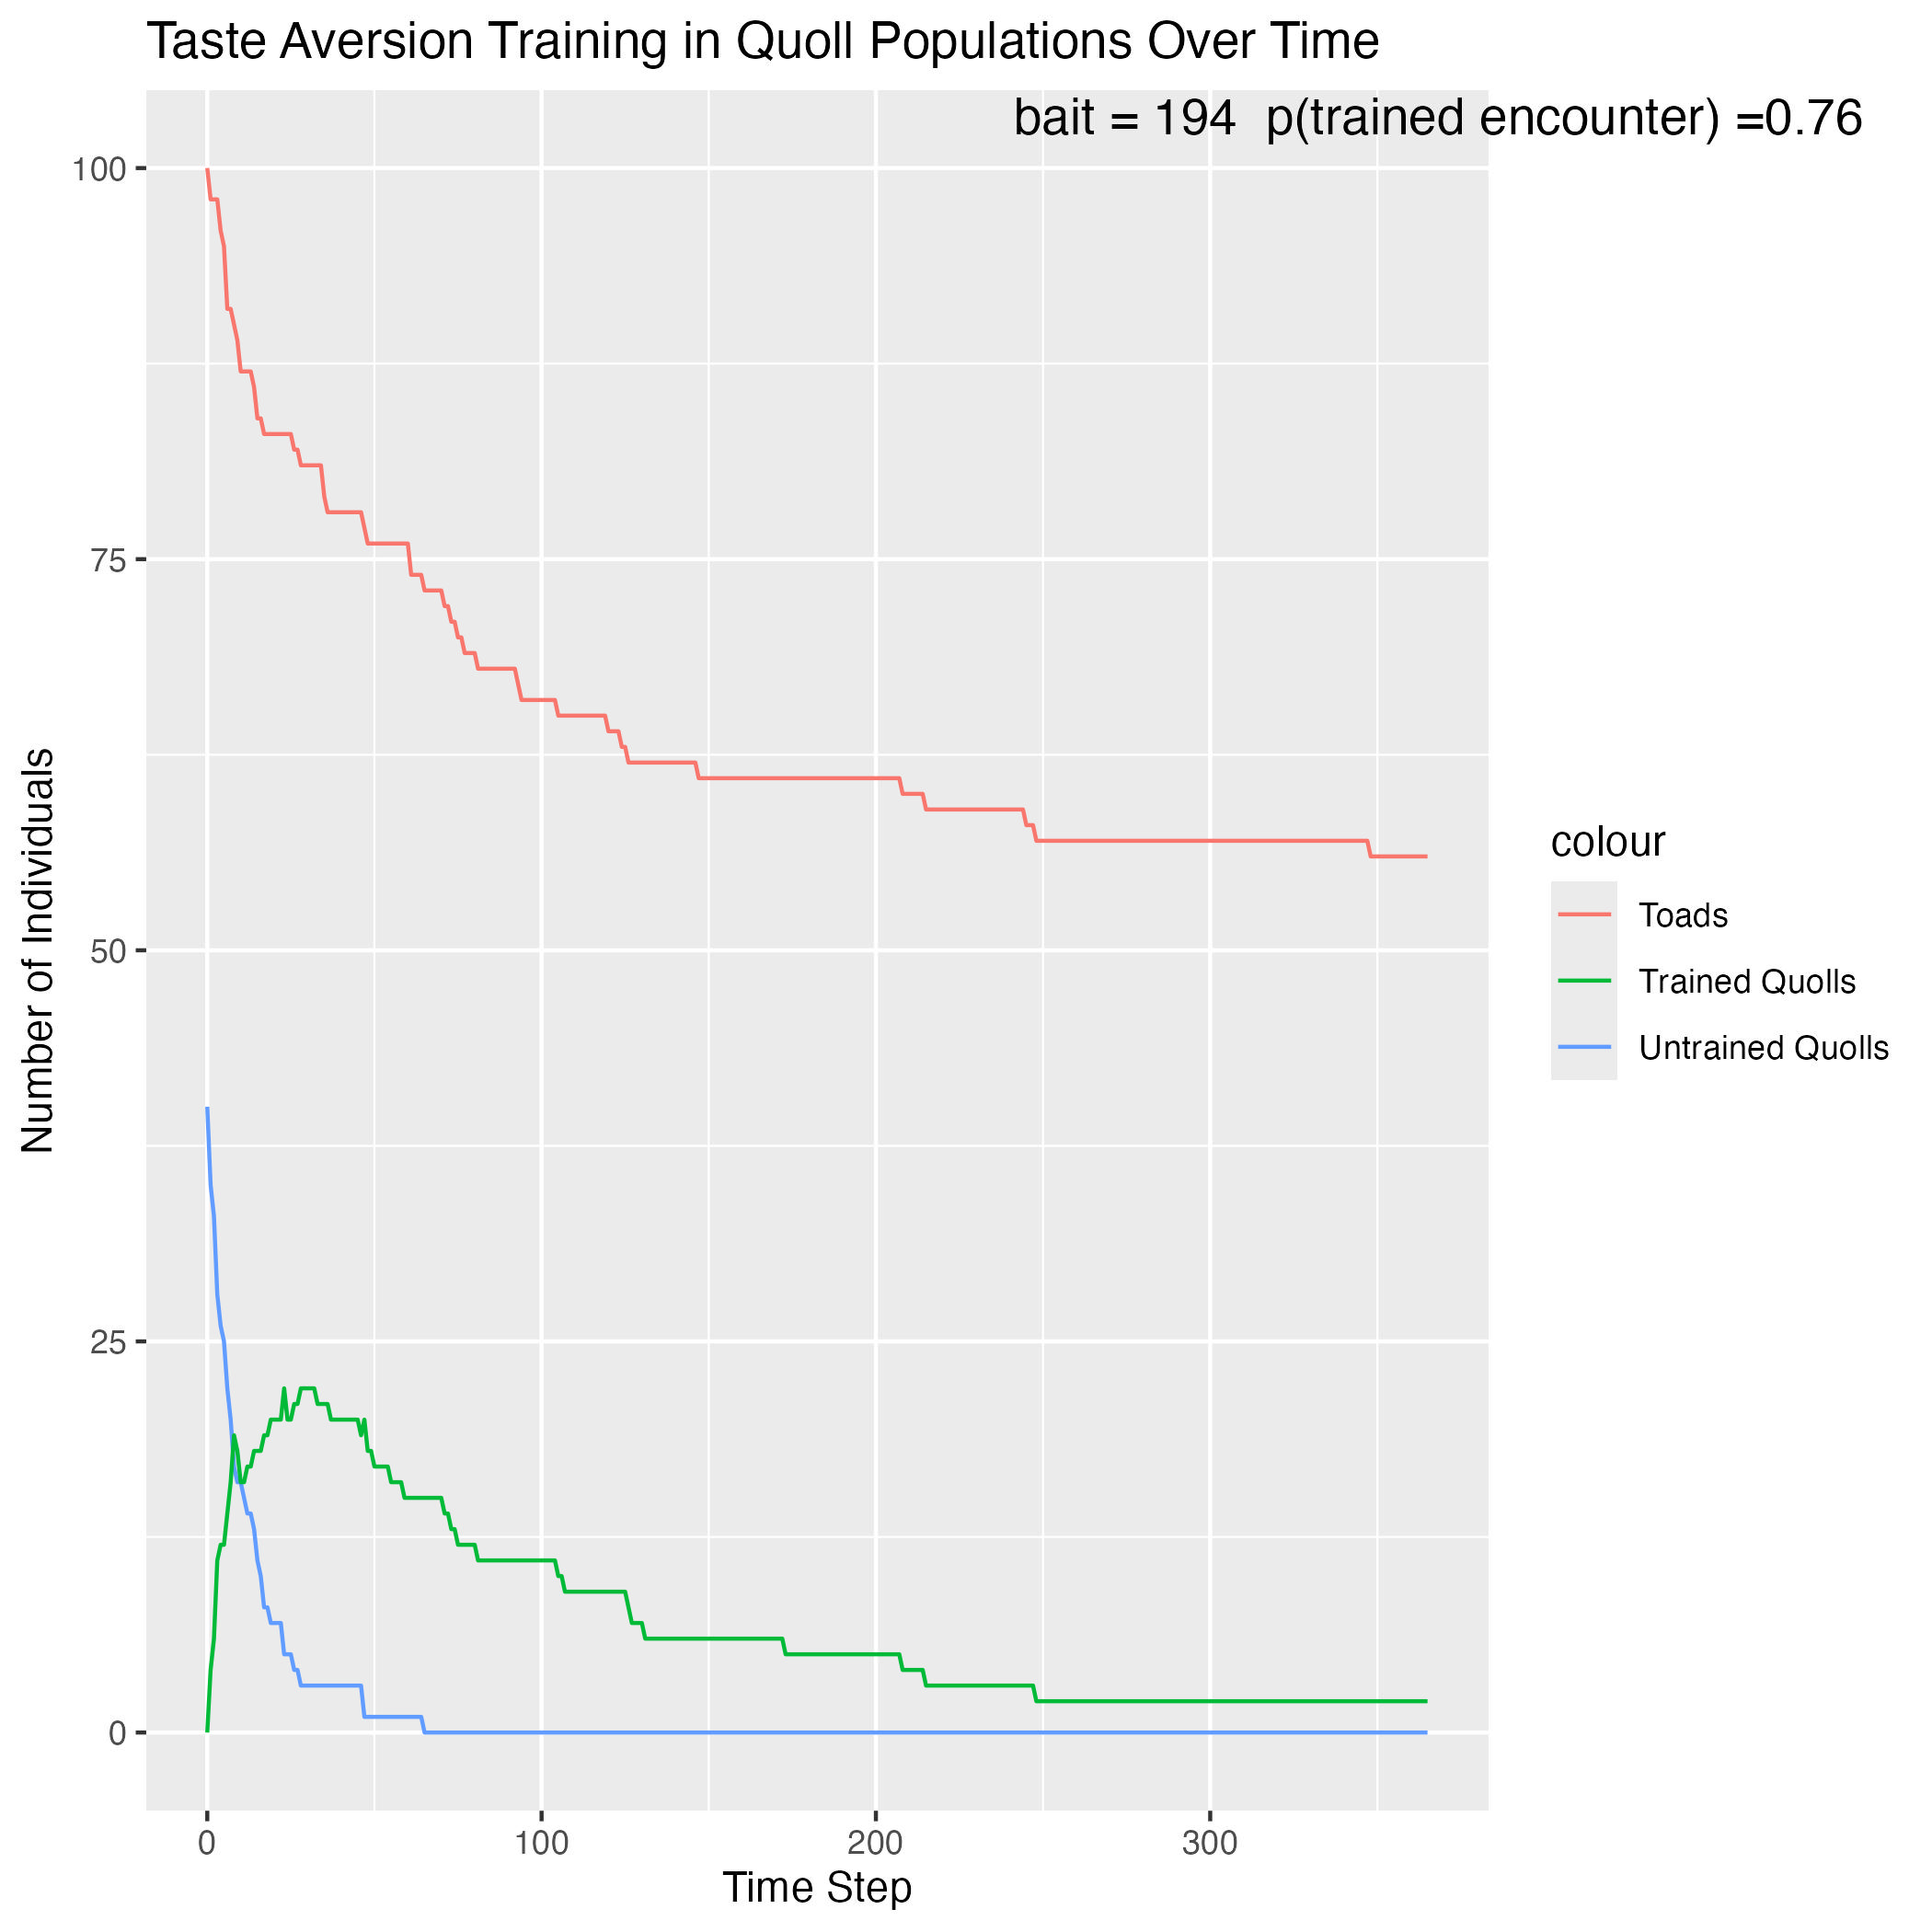 Taste Aversion Training in Quoll Populations Over Time
bait = 194  p(trained encounter) =0.76
100
75
50
25
0
Number of Individuals
0
100
200
300
Time Step
colour
Toads
Trained Quolls
Untrained Quolls